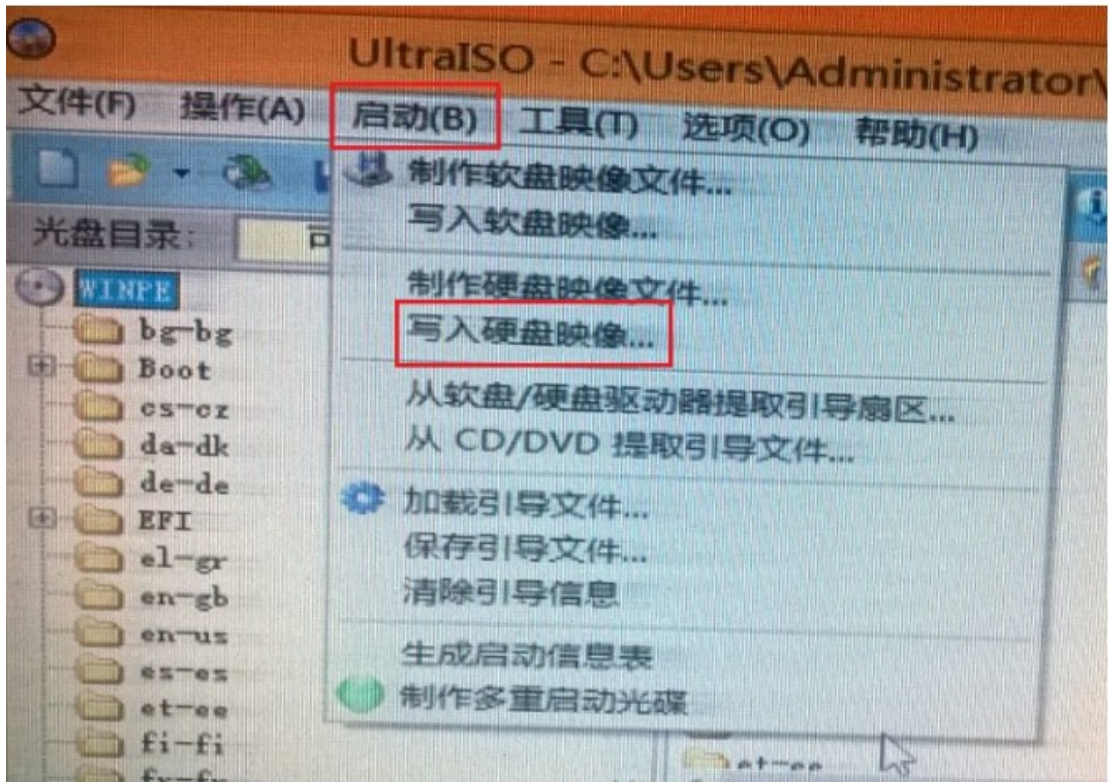 UltraISO - C:\Users\Administrator\
文件(F) 操作(A) 启动(B) 工具(T) 选项(O) 帮助(H)
制作软盘映像文件...
光盘目录: 可
写入软盘映像...
WINPE
制作硬盘映像文件...
bg-bg
写入硬盘映像...
Boot
cs-cz
从软盘/硬盘驱动器提取引导扇区...
da-dk
从 CD/DVD 提取引导文件...
de-de
加载引导文件...
EFI
保存引导文件...
el-gr
清除引导信息
en-gb
en-us
生成启动信息表
es-es
制作多重启动光碟
et-ee
fi-fi
et-ee
fr-fr